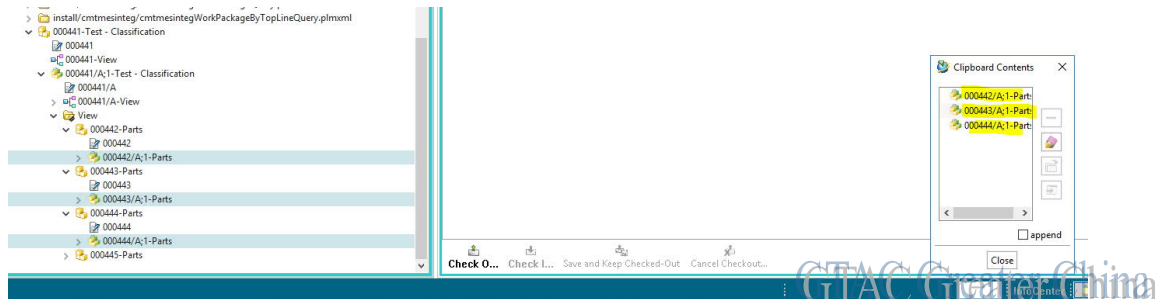 install/cmtmesinteg/cmtmesintegWorkPackageByTopLineQuery.plmxml
000441-Test - Classification
000441
000441-View
000441/A;1-Test - Classification
000441/A
000441/A-View
View
000442-Parts
000442
000442/A;1-Parts
000443-Parts
000443
000443/A;1-Parts
000444-Parts
000444
000444/A;1-Parts
000445-Parts
Check O... Check I... Save and Keep Checked-Out Cancel Checkout...
Clipboard Contents
000442/A;1-Part
000443/A;1-Part
000444/A;1-Part
append
Close
GTAC Greater China
InfoCenter